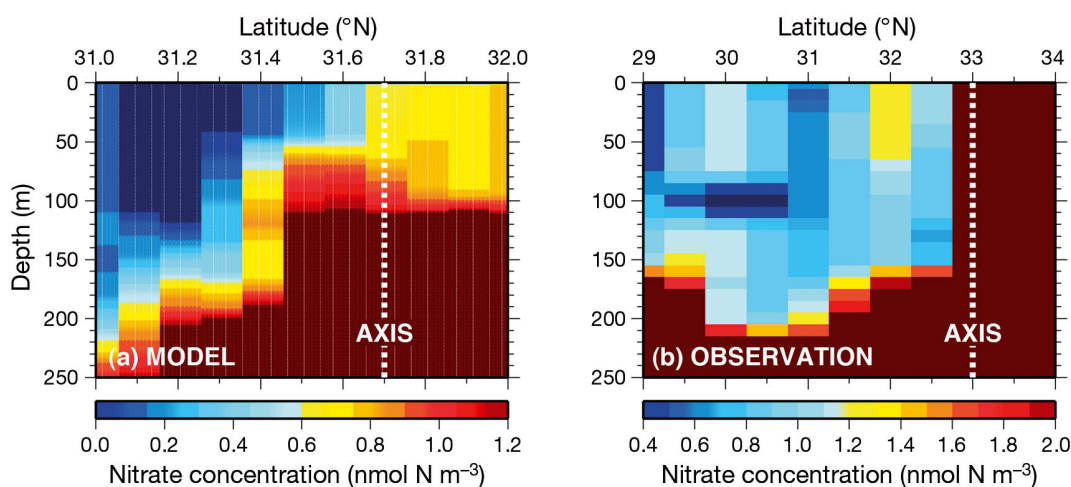 Latitude (°N)
31.0 31.2 31.4 31.6 31.8 32.0
Depth (m)
0
50
100
150
200
250
AXIS
(a) MODEL
0.0 0.2 0.4 0.6 0.8 1.0 1.2
Nitrate concentration (nmol N m–3)
Latitude (°N)
29 30 31 32 33 34
0
50
100
150
200
250
AXIS
(b) OBSERVATION
0.4 0.6 0.8 1.0 1.2 1.4 1.6 1.8 2.0
Nitrate concentration (nmol N m–3)